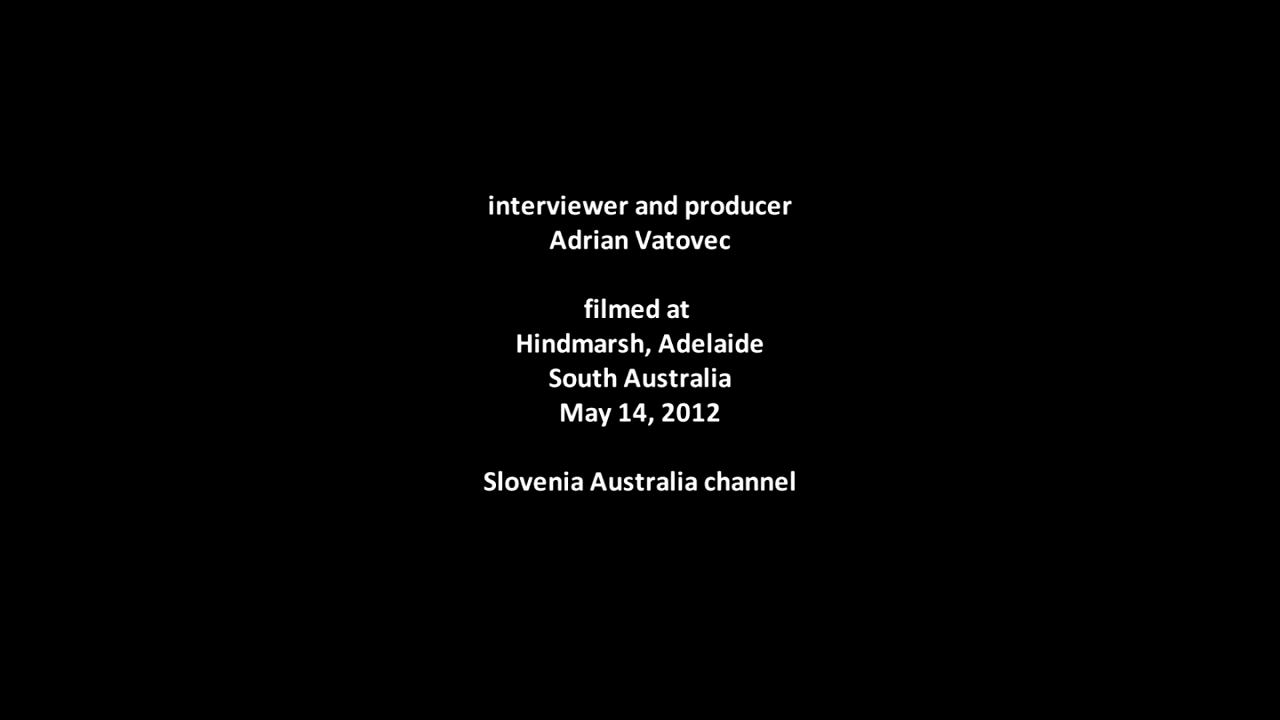 interviewer and producer
Adrian Vatovec
filmed at
Hindmarsh, Adelaide
South Australia
May 14, 2012
Slovenia Australia channel